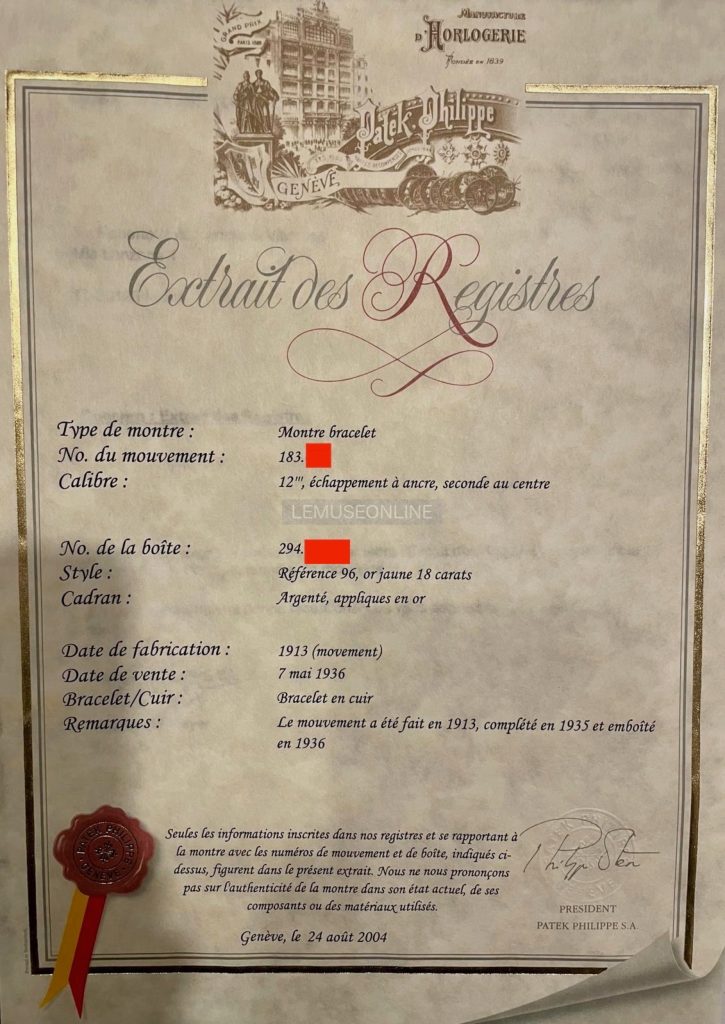 GRAND PRIX
MANUFACTURE
D'HORLOGERIE
FONDÉE EN 1839
Patek Philippe
GENÈVE
Extrait des Registres
Type de montre : Montre bracelet
No. du mouvement : 183.
Calibre : 12''', échappement à ancre, seconde au centre
LEMUSEONLINE
No. de la boîte : 294.
Style : Référence 96, or jaune 18 carats
Cadran : Argenté, appliques en or
Date de fabrication : 1913 (movement)
Date de vente : 7 mai 1936
Bracelet/Cuir : Bracelet en cuir
Remarques : Le mouvement a été fait en 1913, complété en 1935 et emboîté
en 1936
Seules les informations inscrites dans nos registres et se rapportant à
la montre avec les numéros de mouvement et de boîte, indiqués ci-
dessus, figurent dans le présent extrait. Nous ne nous prononçons
pas sur l'authenticité de la montre dans son état actuel, de ses
composants ou des matériaux utilisés.
Genève, le 24 août 2004
PATEK PHILIPPE
GENÈVE
Philippe Stern
PRESIDENT
PATEK PHILIPPE S.A.